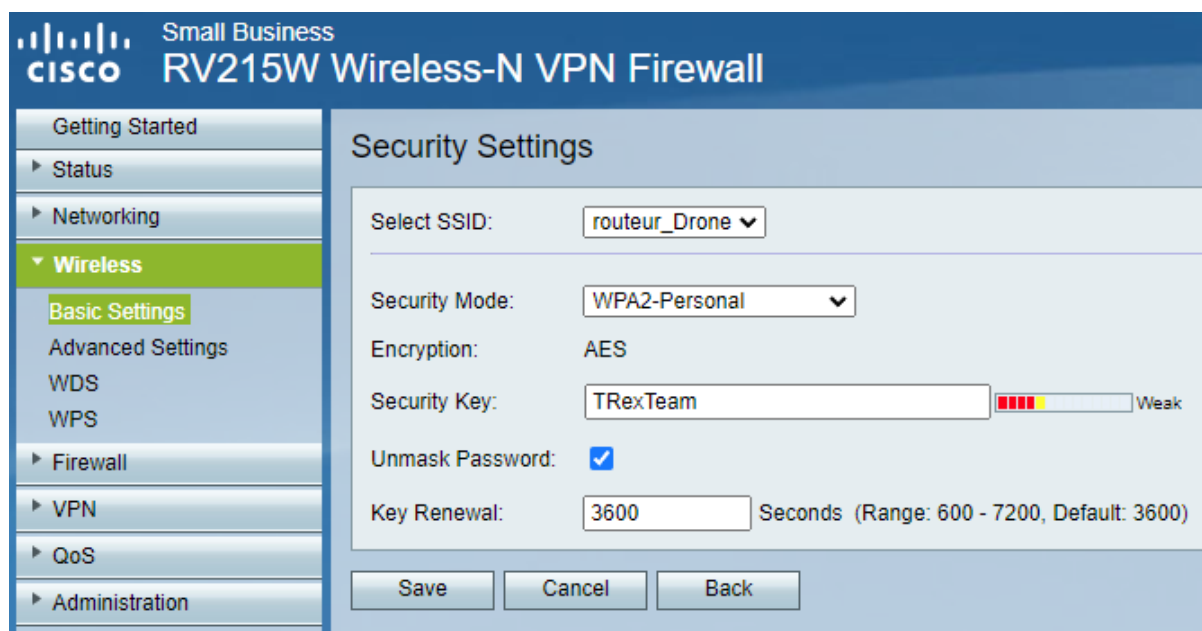 Small Business
CISCO RV215W Wireless-N VPN Firewall
Getting Started
Status
Networking
Wireless
Basic Settings
Advanced Settings
WDS
WPS
Firewall
VPN
QoS
Administration
Security Settings
Select SSID: routeur_Drone
Security Mode: WPA2-Personal
Encryption: AES
Security Key: TRexTeam Weak
Unmask Password:
Key Renewal: 3600 Seconds (Range: 600 - 7200, Default: 3600)
Save Cancel Back